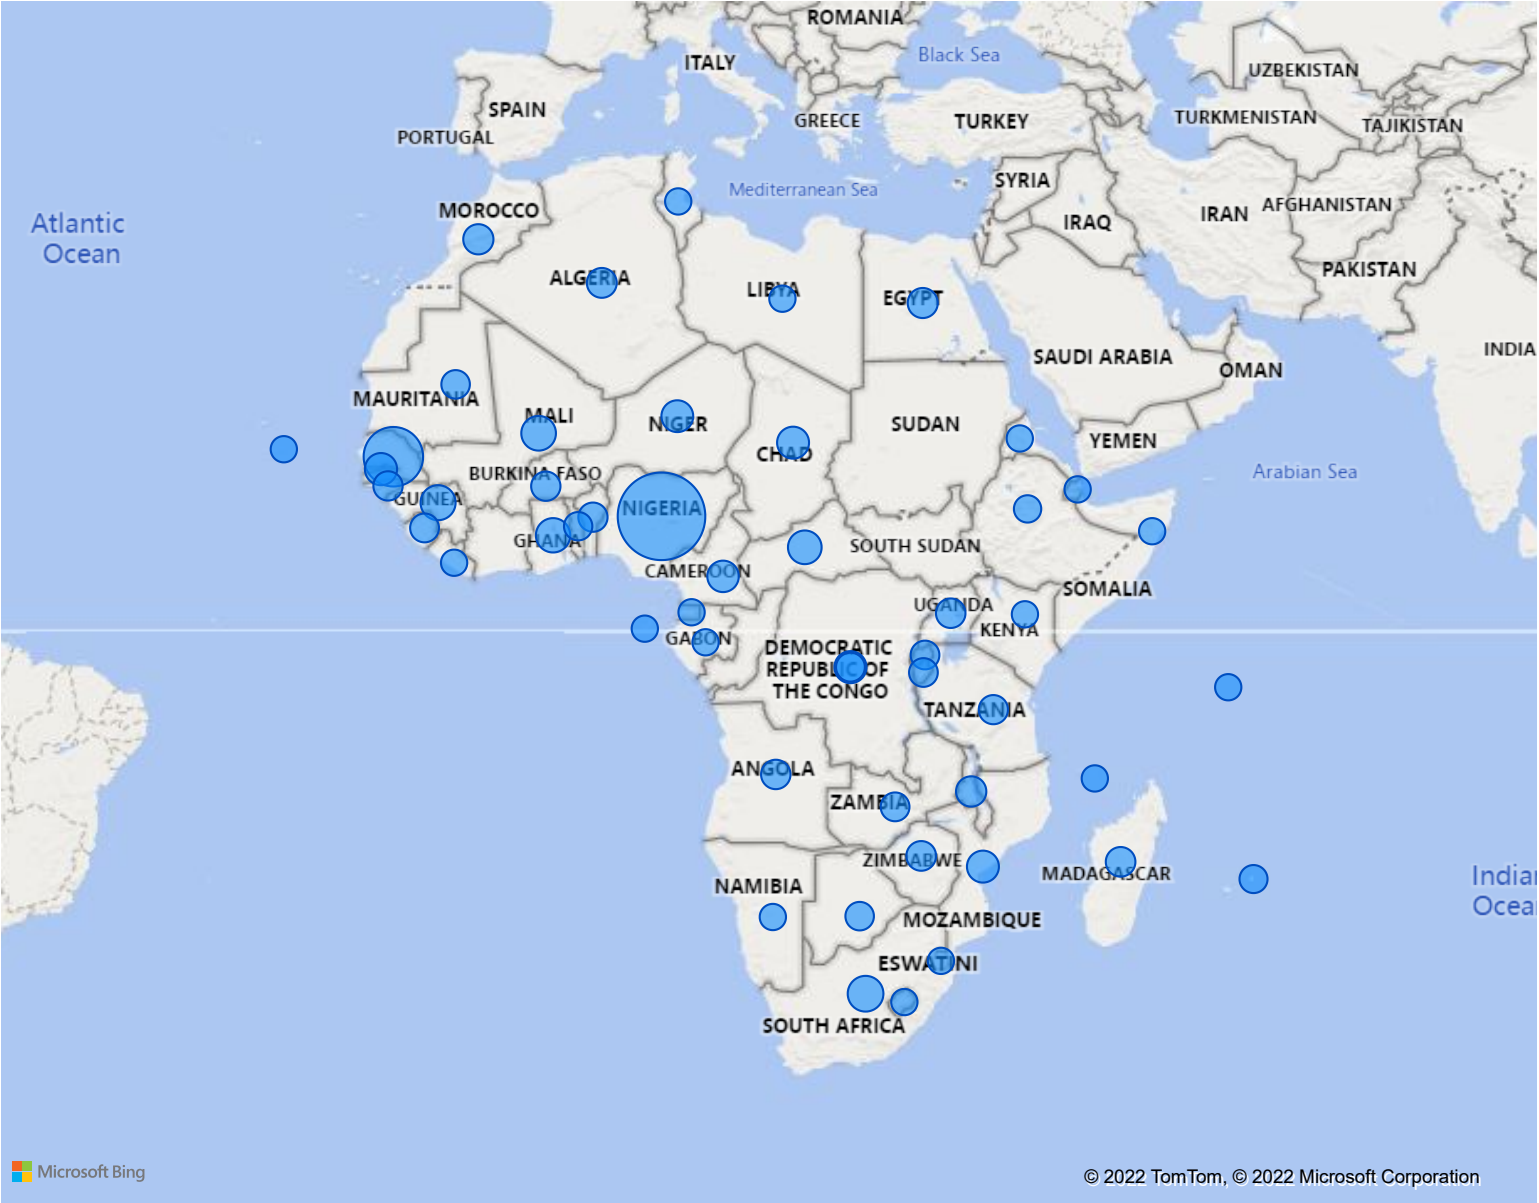 ROMANIA
Black Sea
ITALY
UZBEKISTAN
SPAIN
GREECE
TURKEY
TURKMENISTAN
TAJIKISTAN
PORTUGAL
SYRIA
Mediterranean Sea
AFGHANISTAN
MOROCCO
IRAQ
IRAN
Atlantic
Ocean
PAKISTAN
ALGERIA
LIBYA
EGYPT
INDIA
SAUDI ARABIA
OMAN
MAURITANIA
MALI
NIGER
SUDAN
YEMEN
CHAD
BURKINA FASO
Arabian Sea
GUINEA
NIGERIA
GHANA
SOUTH SUDAN
CAMEROON
SOMALIA
UGANDA
KENYA
GABON
DEMOCRATIC
REPUBLIC OF
THE CONGO
TANZANIA
ANGOLA
ZAMBIA
ZIMBABWE
MADAGASCAR
NAMIBIA
Indian
Ocean
MOZAMBIQUE
ESWATINI
SOUTH AFRICA
Microsoft Bing
© 2022 TomTom, © 2022 Microsoft Corporation